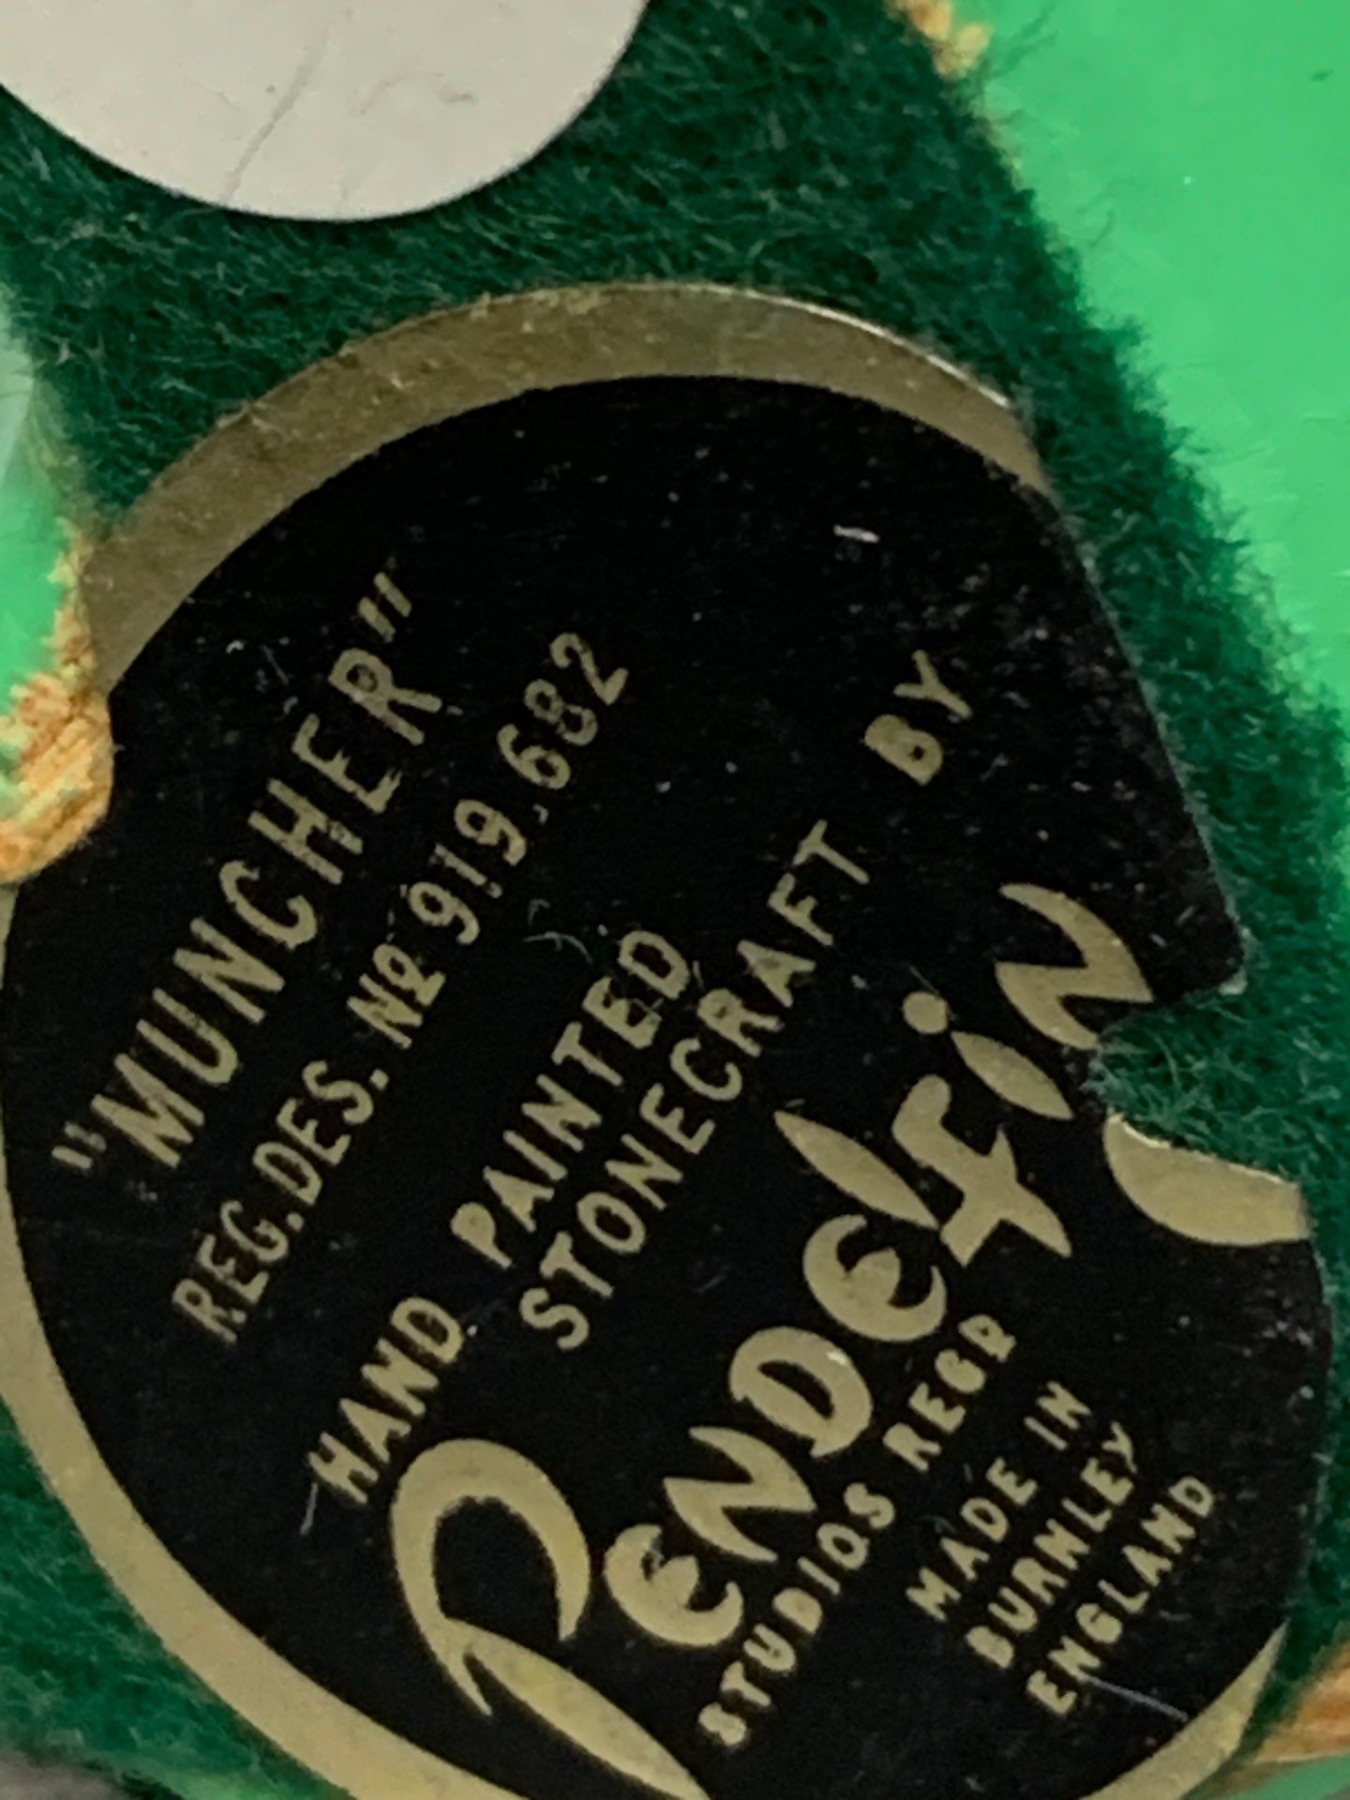 "MUNCHER"
REG.DES. Nº 919.682
HAND PAINTED
STONECRAFT BY
PENDELFIN
STUDIOS REGD
MADE IN
BURNLEY
ENGLAND